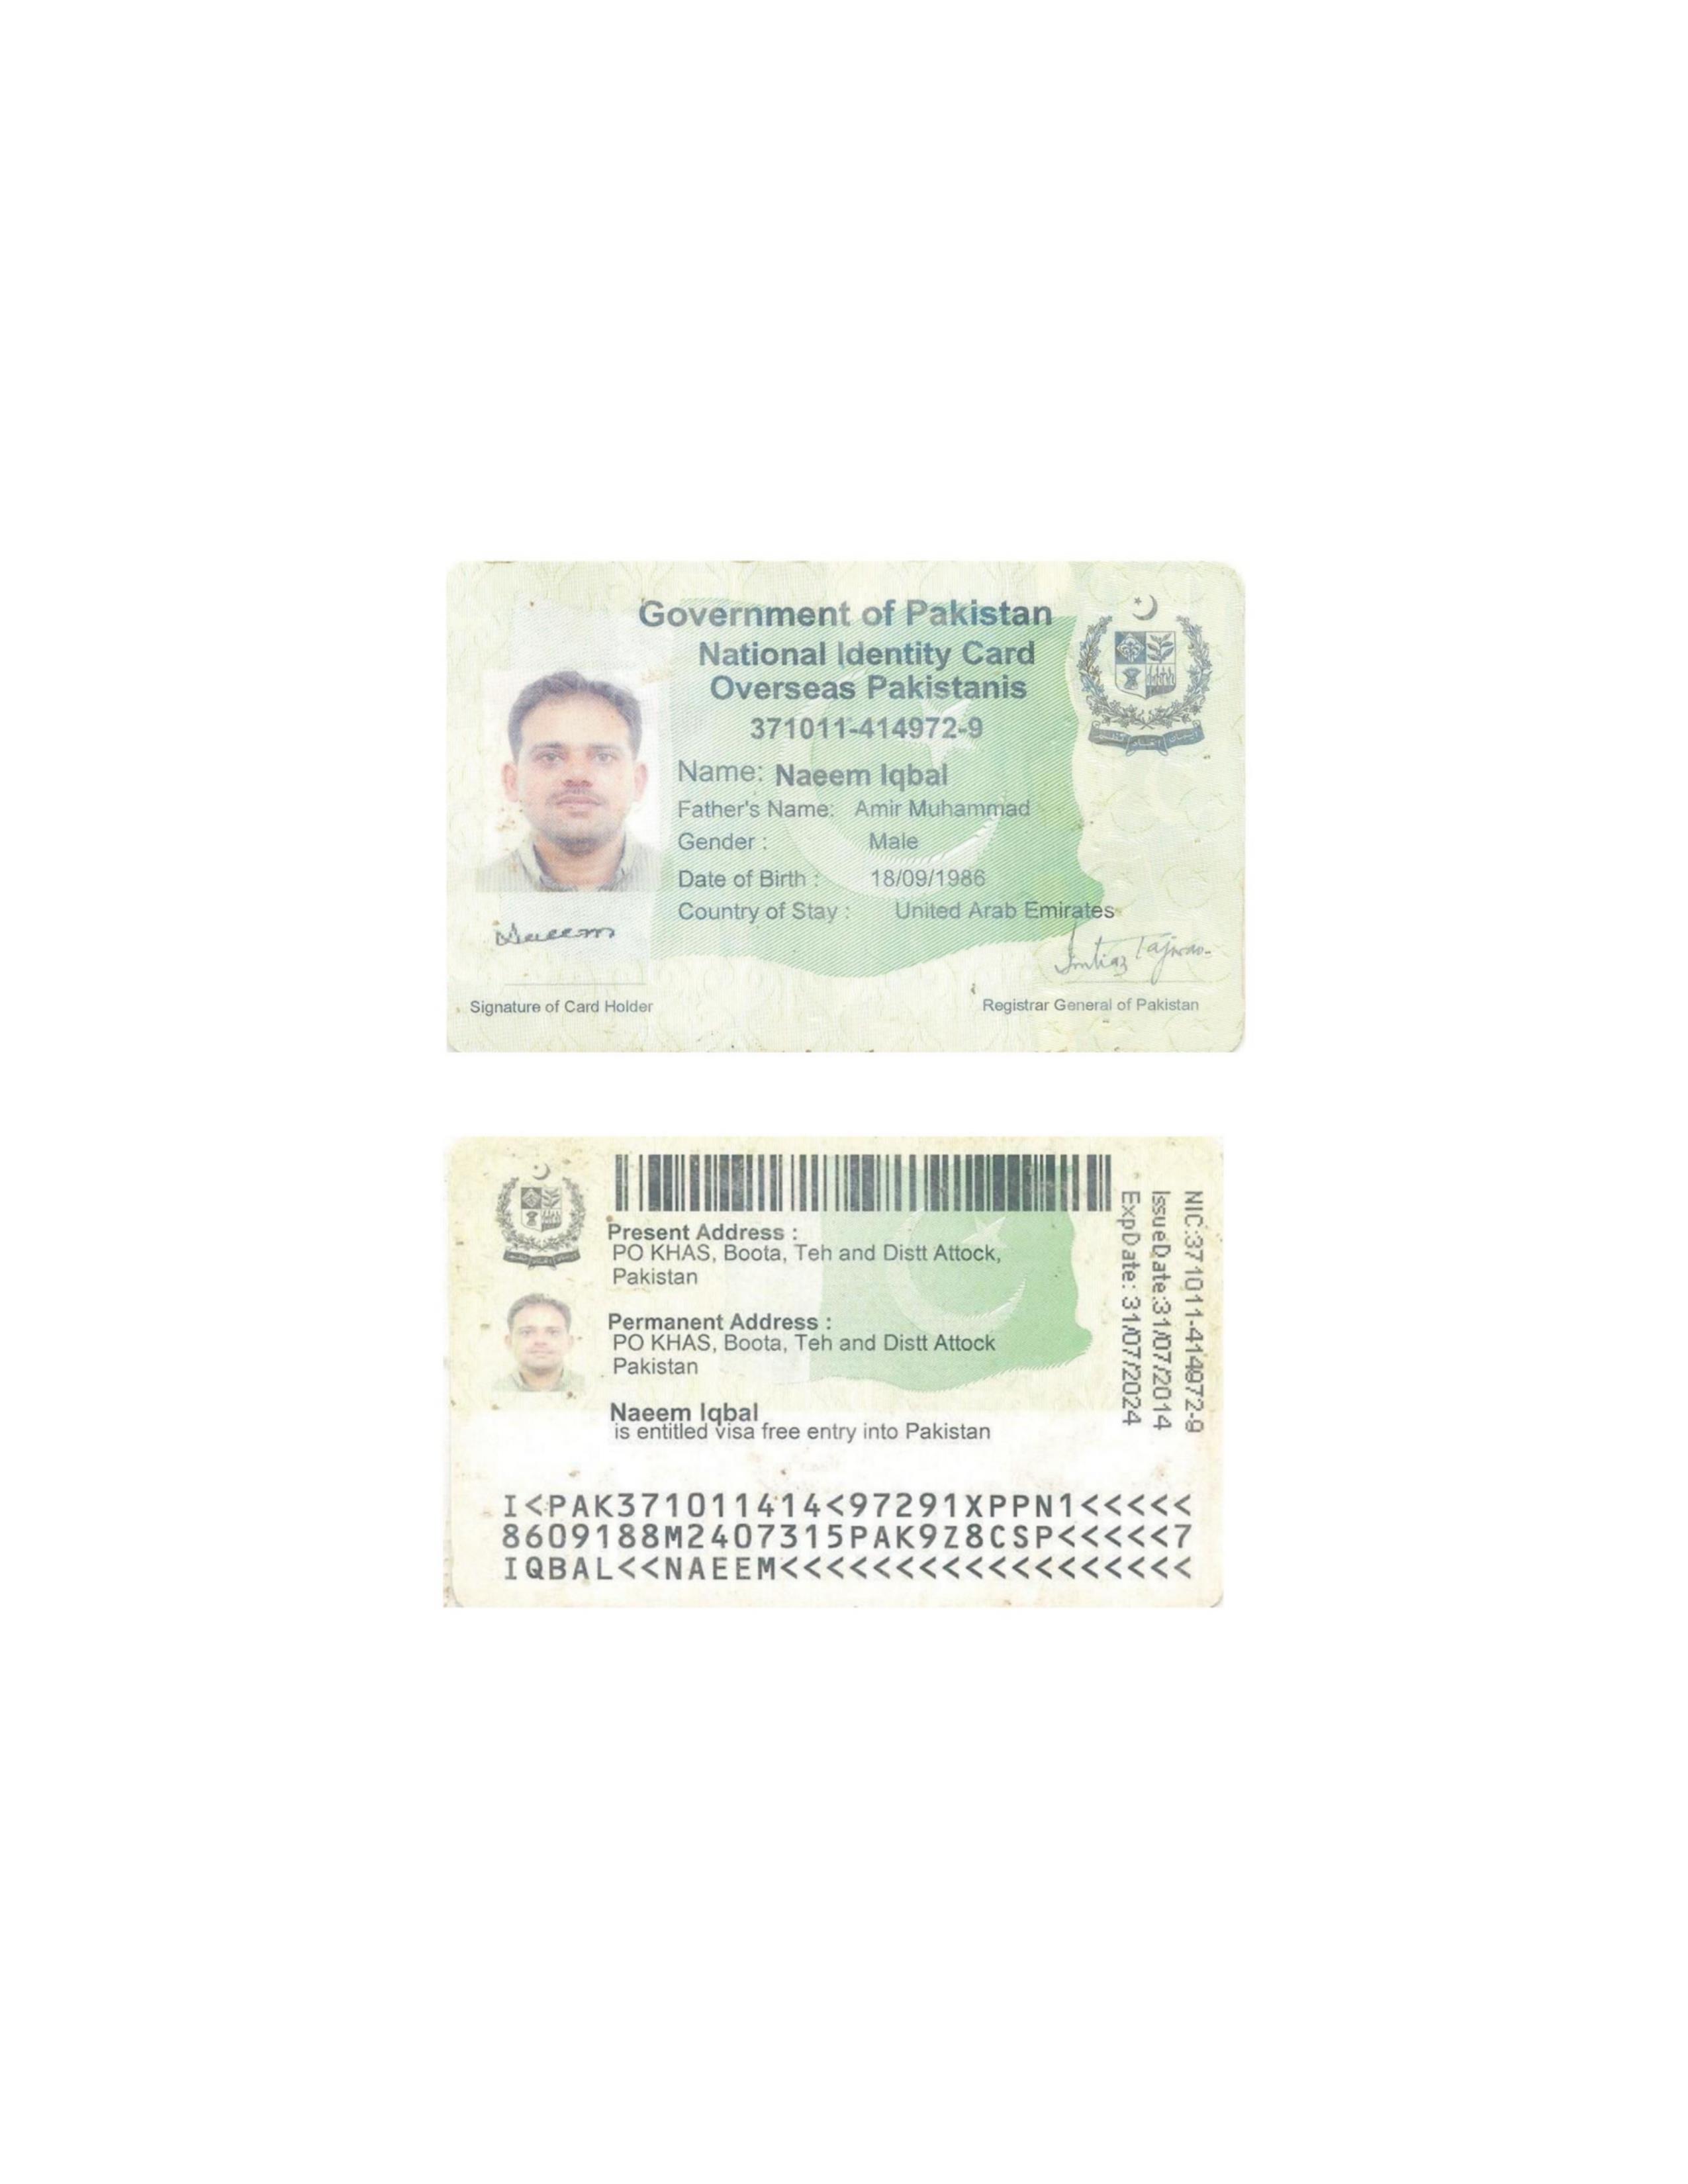 Government of Pakistan
National Identity Card
Overseas Pakistanis
371011-414972-9
Name: Naeem Iqbal
Father's Name: Amir Muhammad
Gender : Male
Date of Birth : 18/09/1986
Country of Stay : United Arab Emirates
Naeem
Imtiaz Tajwar
Signature of Card Holder
Registrar General of Pakistan
Present Address :
PO KHAS, Boota, Teh and Distt Attock,
Pakistan
Permanent Address :
PO KHAS, Boota, Teh and Distt Attock
Pakistan
Naeem Iqbal
is entitled visa free entry into Pakistan
NIC:371011-414972-9
IssueDate:31/07/2014
ExpDate: 31/07/2024
I<PAK371011414<97291XPPN1<<<<<
8609188M2407315PAK9Z8CSP<<<<<7
IQBAL<<NAEEM<<<<<<<<<<<<<<<<<<